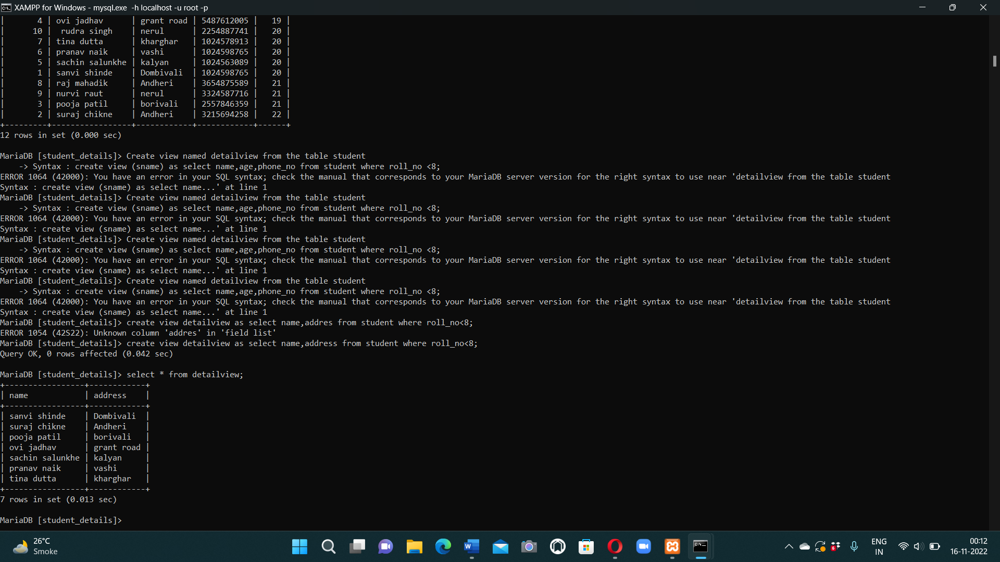 XAMPP for Windows - mysql.exe  -h localhost -u root -p
|       4 | ovi jadhav      | grant road | 5487612005 |   19 |
|      10 |  rudra singh    | nerul      | 2254887741 |   20 |
|       7 | tina dutta      | kharghar   | 1024578913 |   20 |
|       6 | pranav naik     | vashi      | 1024598765 |   20 |
|       5 | sachin salunkhe | kalyan     | 1024563089 |   20 |
|       1 | sanvi shinde    | Dombivali  | 1024598765 |   20 |
|       8 | raj mahadik     | Andheri    | 3654875589 |   21 |
|       9 | nurvi raut      | nerul      | 3324587716 |   21 |
|       3 | pooja patil     | borivali   | 2557846359 |   21 |
|       2 | suraj chikne    | Andheri    | 3215694258 |   22 |
+---------+-----------------+------------+------------+------+
12 rows in set (0.000 sec)
MariaDB [student_details]> Create view named detailview from the table student
    -> Syntax : create view (sname) as select name,age,phone_no from student where roll_no <8;
ERROR 1064 (42000): You have an error in your SQL syntax; check the manual that corresponds to your MariaDB server version for the right syntax to use near 'detailview from the table student
Syntax : create view (sname) as select name...' at line 1
MariaDB [student_details]> Create view named detailview from the table student
    -> Syntax : create view (sname) as select name,age,phone_no from student where roll_no <8;
ERROR 1064 (42000): You have an error in your SQL syntax; check the manual that corresponds to your MariaDB server version for the right syntax to use near 'detailview from the table student
Syntax : create view (sname) as select name...' at line 1
MariaDB [student_details]> Create view named detailview from the table student
    -> Syntax : create view (sname) as select name,age,phone_no from student where roll_no <8;
ERROR 1064 (42000): You have an error in your SQL syntax; check the manual that corresponds to your MariaDB server version for the right syntax to use near 'detailview from the table student
Syntax : create view (sname) as select name...' at line 1
MariaDB [student_details]> Create view named detailview from the table student
    -> Syntax : create view (sname) as select name,age,phone_no from student where roll_no <8;
ERROR 1064 (42000): You have an error in your SQL syntax; check the manual that corresponds to your MariaDB server version for the right syntax to use near 'detailview from the table student
Syntax : create view (sname) as select name...' at line 1
MariaDB [student_details]> create view detailview as select name,addres from student where roll_no<8;
ERROR 1054 (42S22): Unknown column 'addres' in 'field list'
MariaDB [student_details]> create view detailview as select name,address from student where roll_no<8;
Query OK, 0 rows affected (0.042 sec)
MariaDB [student_details]> select * from detailview;
+-----------------+------------+
| name            | address    |
+-----------------+------------+
| sanvi shinde    | Dombivali  |
| suraj chikne    | Andheri    |
| pooja patil     | borivali   |
| ovi jadhav      | grant road |
| sachin salunkhe | kalyan     |
| pranav naik     | vashi      |
| tina dutta      | kharghar   |
+-----------------+------------+
7 rows in set (0.013 sec)
MariaDB [student_details]>
26°C
Smoke
ENG
IN
00:12
16-11-2022